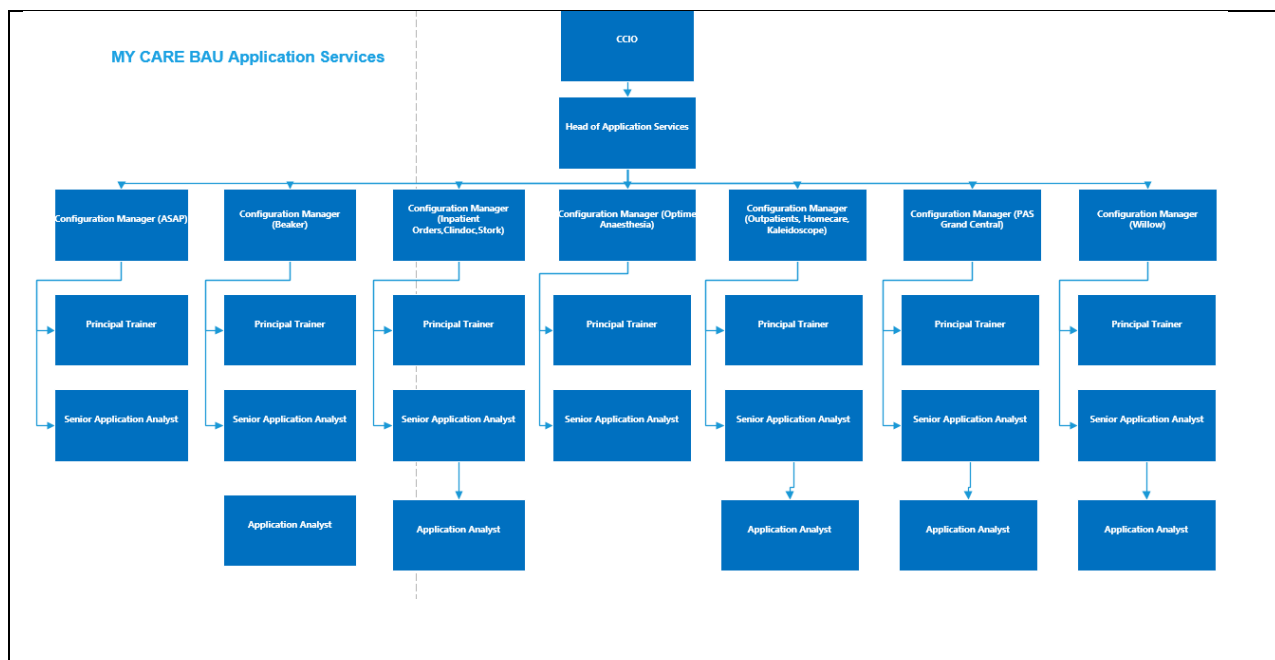 CCIO
MY CARE BAU Application Services
Head of Application Services
Configuration Manager (ASAP)
Configuration Manager
(Beaker)
Configuration Manager
(Inpatient
Orders,Clindoc,Stork)
Configuration Manager (Optime
Anaesthesia)
Configuration Manager
(Outpatients, Homecare,
Kaleidoscope)
Configuration Manager (PAS
Grand Central)
Configuration Manager
(Willow)
Principal Trainer
Principal Trainer
Principal Trainer
Principal Trainer
Principal Trainer
Principal Trainer
Principal Trainer
Senior Application Analyst
Senior Application Analyst
Senior Application Analyst
Senior Application Analyst
Senior Application Analyst
Senior Application Analyst
Senior Application Analyst
Application Analyst
Application Analyst
Application Analyst
Application Analyst
Application Analyst